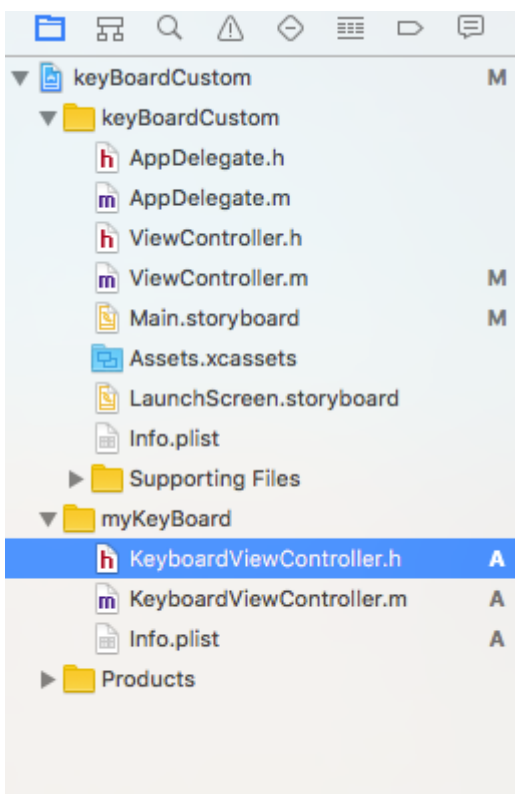 keyBoardCustom M
keyBoardCustom
h AppDelegate.h
m AppDelegate.m
h ViewController.h
m ViewController.m M
Main.storyboard M
Assets.xcassets
LaunchScreen.storyboard
Info.plist
Supporting Files
myKeyBoard
h KeyboardViewController.h A
m KeyboardViewController.m A
Info.plist A
Products